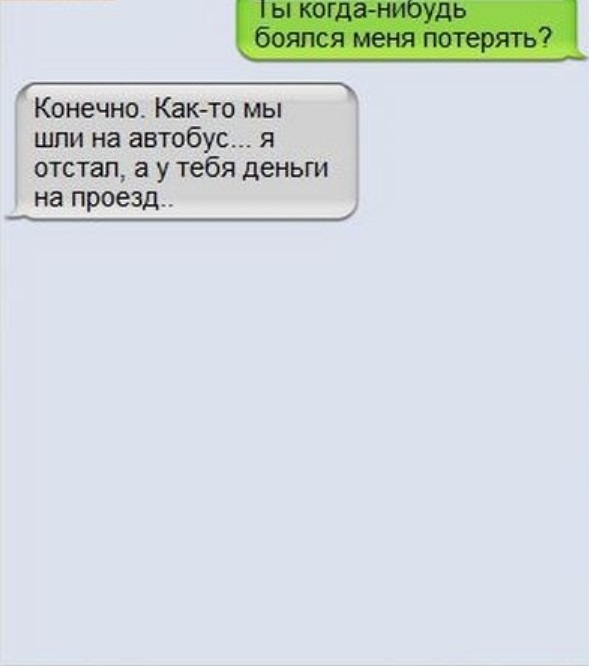 Ты когда-нибудь
боялся меня потерять?
Конечно. Как-то мы
шли на автобус... я
отстал, а у тебя деньги
на проезд..